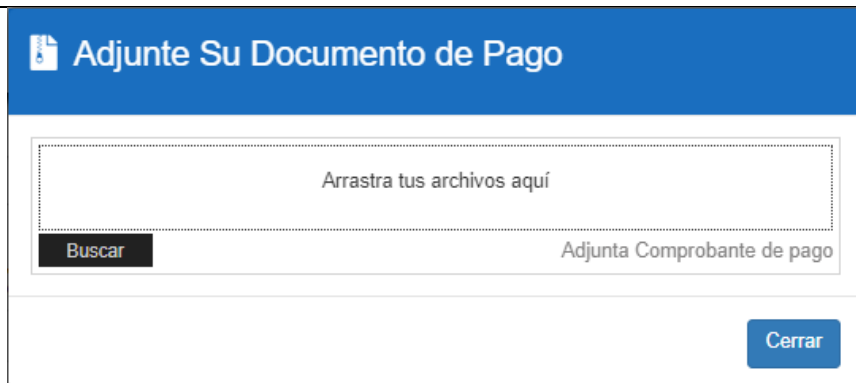 Adjunte Su Documento de Pago
Arrastra tus archivos aquí
Buscar
Adjunta Comprobante de pago
Cerrar